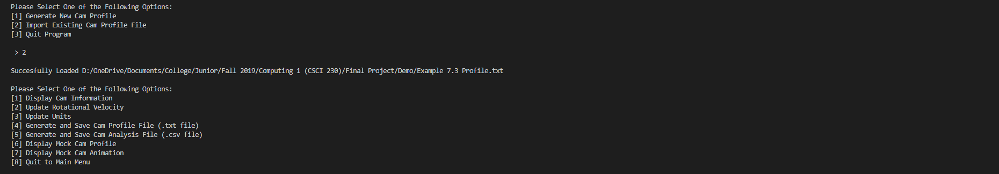 Please Select One of the Following Options:
[1] Generate New Cam Profile
[2] Import Existing Cam Profile File
[3] Quit Program
> 2
Succesfully Loaded D:/OneDrive/Documents/College/Junior/Fall 2019/Computing 1 (CSCI 230)/Final Project/Demo/Example 7.3 Profile.txt
Please Select One of the Following Options:
[1] Display Cam Information
[2] Update Rotational Velocity
[3] Update Units
[4] Generate and Save Cam Profile File (.txt file)
[5] Generate and Save Cam Analysis File (.csv file)
[6] Display Mock Cam Profile
[7] Display Mock Cam Animation
[8] Quit to Main Menu